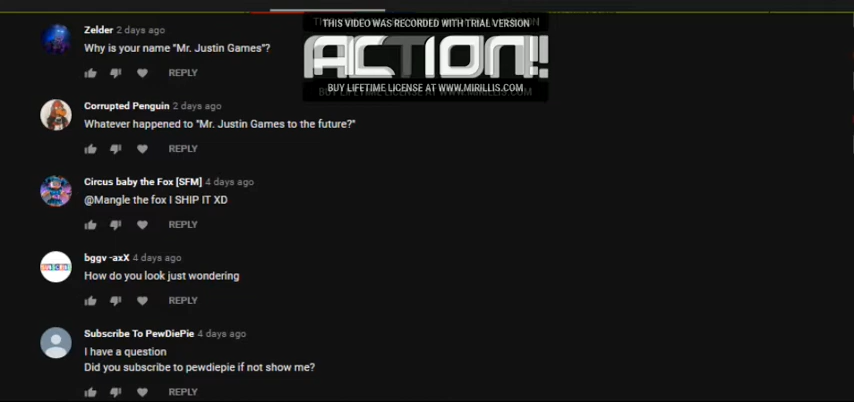 THIS VIDEO WAS RECORDED WITH TRIAL VERSION
ACTION!!
BUY LIFETIME LICENSE AT WWW.MIRILLIS.COM
Zelder 2 days ago
Why is your name "Mr. Justin Games"?
REPLY
Corrupted Penguin 2 days ago
Whatever happened to "Mr. Justin Games to the future?"
REPLY
Circus baby the Fox [SFM] 4 days ago
@Mangle the fox I SHIP IT XD
REPLY
bggv -axX 4 days ago
How do you look just wondering
REPLY
Subscribe To PewDiePie 4 days ago
I have a question
Did you subscribe to pewdiepie if not show me?
REPLY